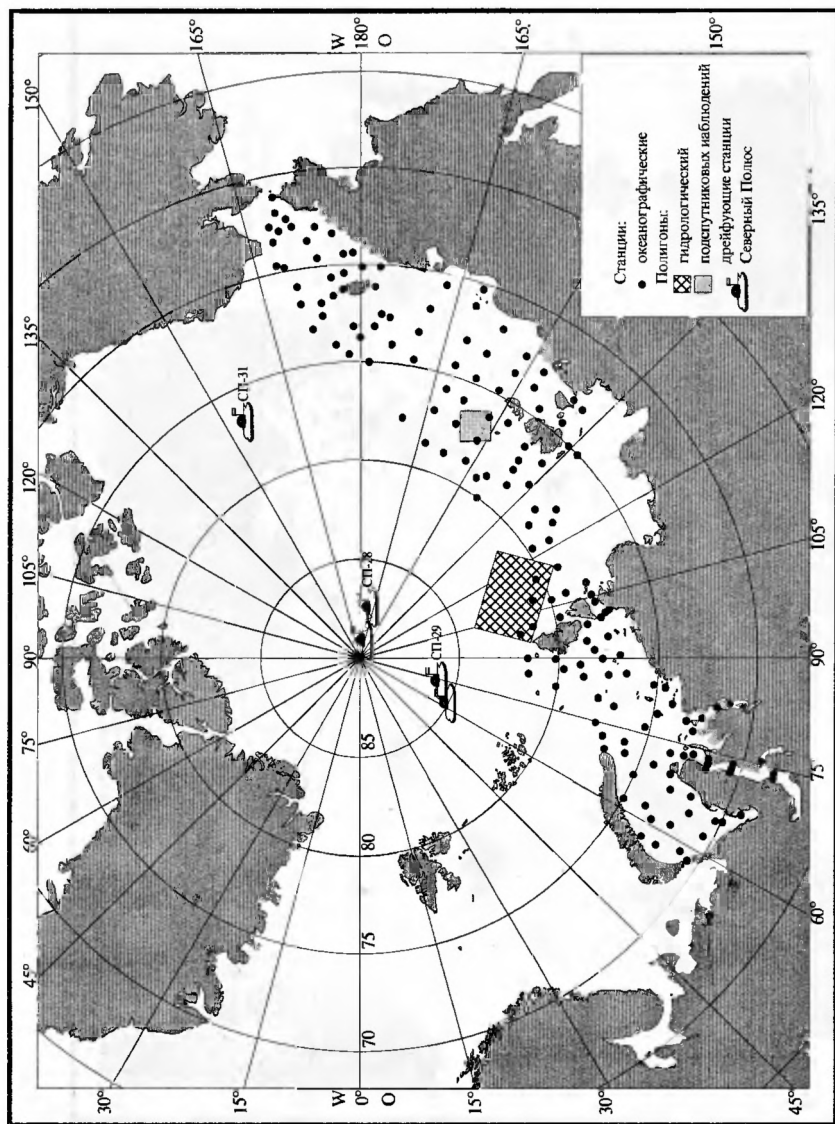 165°
W
180°
O
165°
150°
150°
135°
135°
120°
120°
105°
105°
90°
90°
75°
75°
60°
60°
45°
45°
30°
30°
15°
W
0°
O
15°
85
80
75
70
СП-31
СП-28
СП-29
Станции:
океанографические
Полигоны:
гидрологический
подспутниковых наблюдений
дрейфующие станции
Северный Полюс